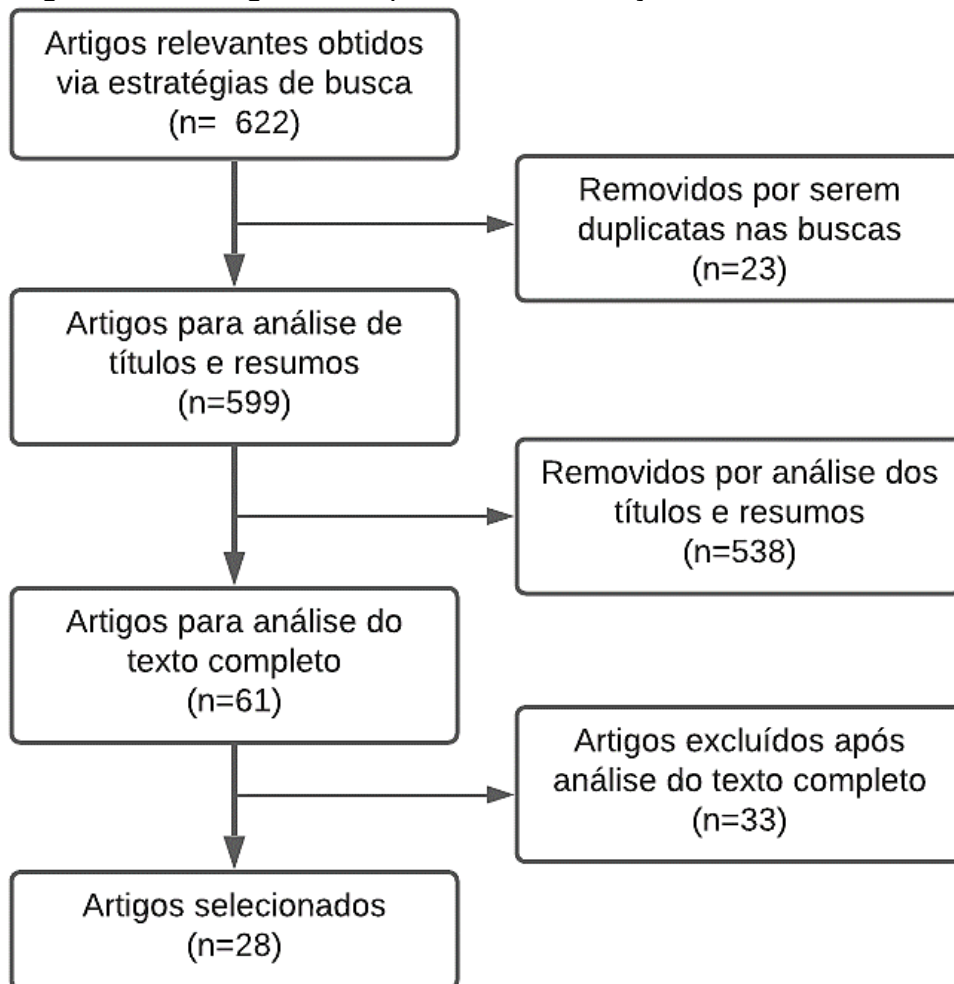 Artigos relevantes obtidos
via estratégias de busca
(n= 622)
Removidos por serem
duplicatas nas buscas
(n=23)
Artigos para análise de
títulos e resumos
(n=599)
Removidos por análise dos
títulos e resumos
(n=538)
Artigos para análise do
texto completo
(n=61)
Artigos excluídos após
análise do texto completo
(n=33)
Artigos selecionados
(n=28)